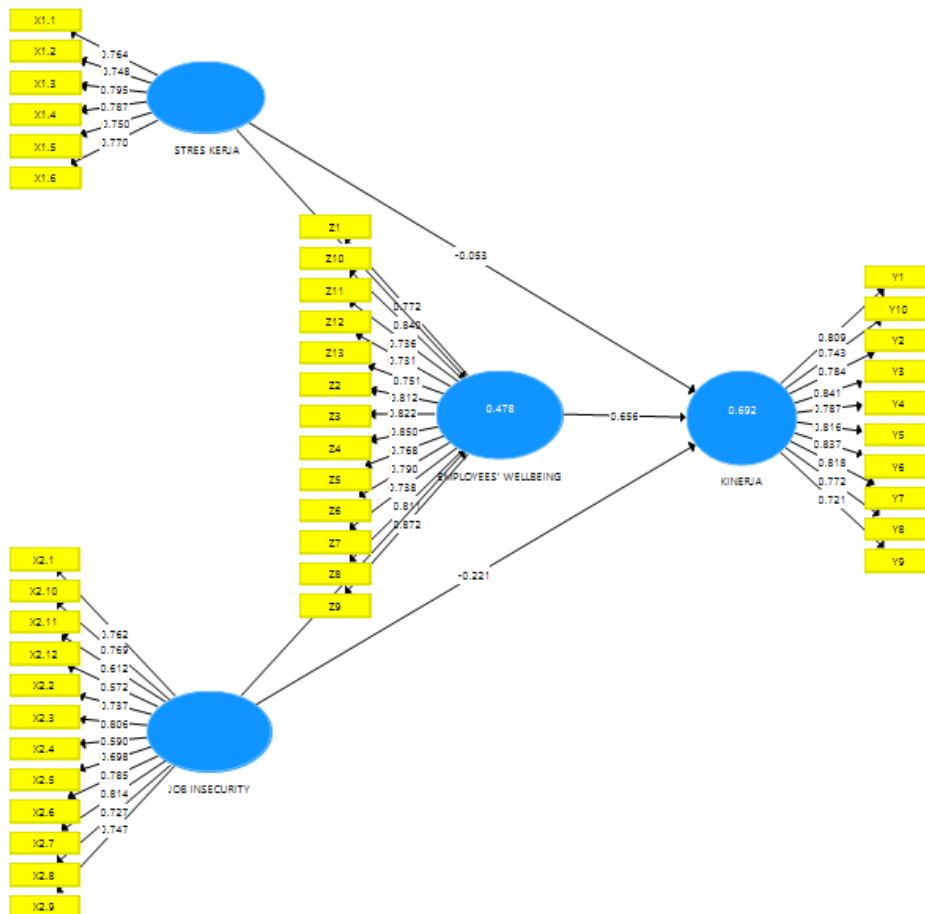 X1.1
X1.2
X1.3
X1.4
X1.5
X1.6
0.764
0.748
0.795
0.787
0.750
0.770
STRES KERJA
Z1
Z10
Z11
Z12
Z13
Z2
Z3
Z4
Z5
Z6
Z7
Z8
Z9
0.772
0.840
0.736
0.731
0.751
0.812
0.822
0.850
0.768
0.790
0.738
0.811
0.872
0.478
EMPLOYEES' WELLBEING
-0.053
0.656
-0.221
0.692
KINERJA
0.809
0.743
0.784
0.841
0.787
0.816
0.837
0.818
0.772
0.721
Y1
Y10
Y2
Y3
Y4
Y5
Y6
Y7
Y8
Y9
X2.1
X2.10
X2.11
X2.12
X2.2
X2.3
X2.4
X2.5
X2.6
X2.7
X2.8
X2.9
0.762
0.769
0.612
0.572
0.737
0.806
0.590
0.698
0.785
0.814
0.727
0.747
JOB INSECURITY